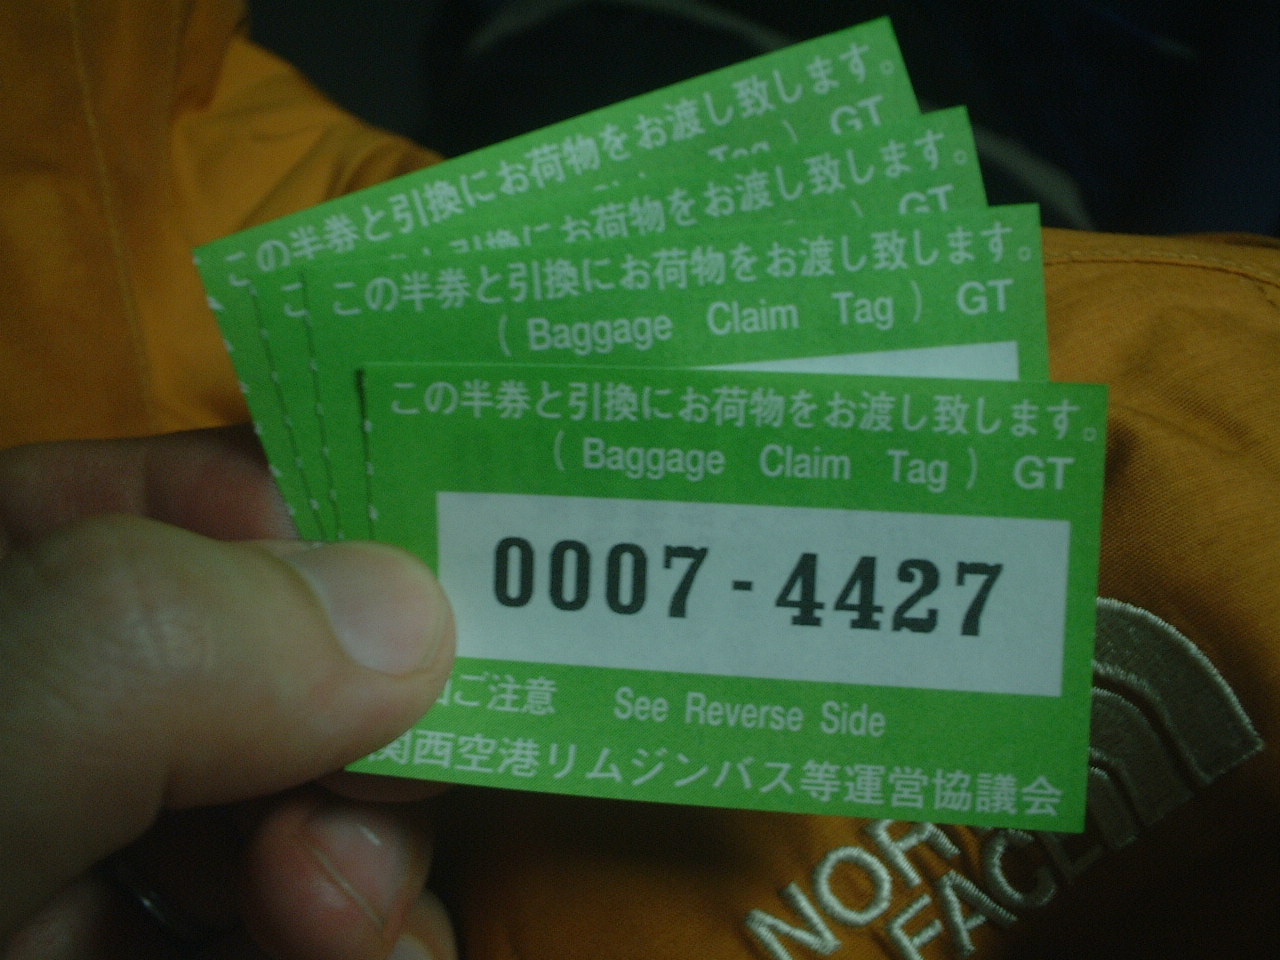 この半券と引換にお荷物をお渡し致します。
Tag ) GT
引換にお荷物をお渡し致します。
) GT
この半券と引換にお荷物をお渡し致します。
( Baggage Claim Tag ) GT
この半券と引換にお荷物をお渡し致します。
( Baggage Claim Tag ) GT
0007-4427
ご注意 See Reverse Side
関西空港リムジンバス等運営協議会
NOR
FACE